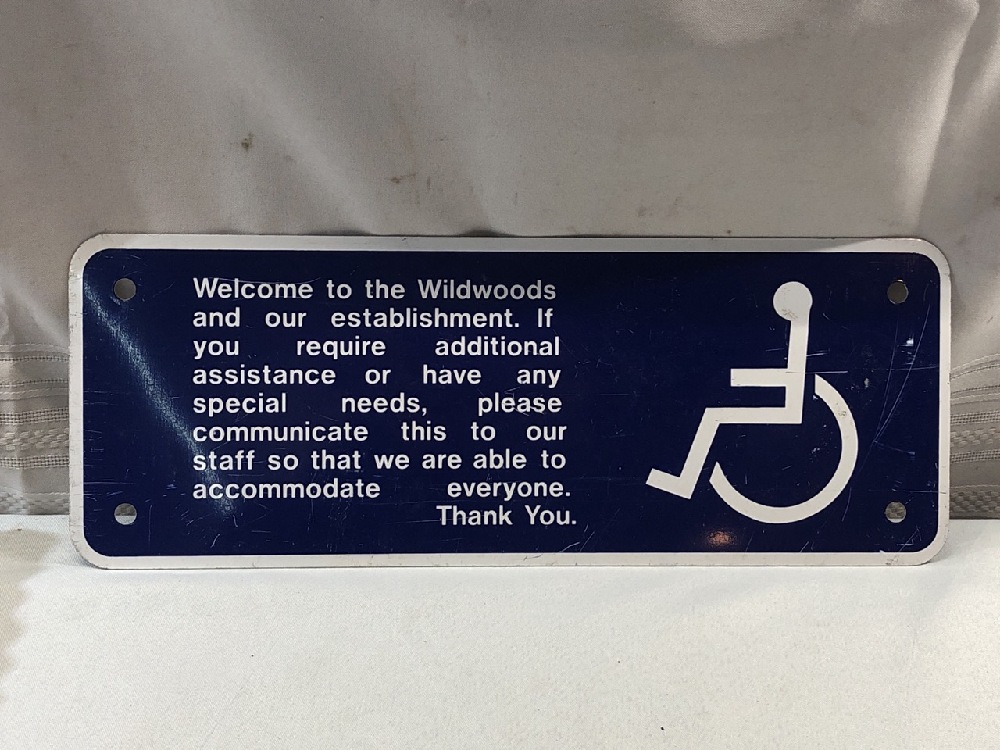 Welcome to the Wildwoods
and our establishment. If
you require additional
assistance or have any
special needs, please
communicate this to our
staff so that we are able to
accommodate everyone.
Thank You.